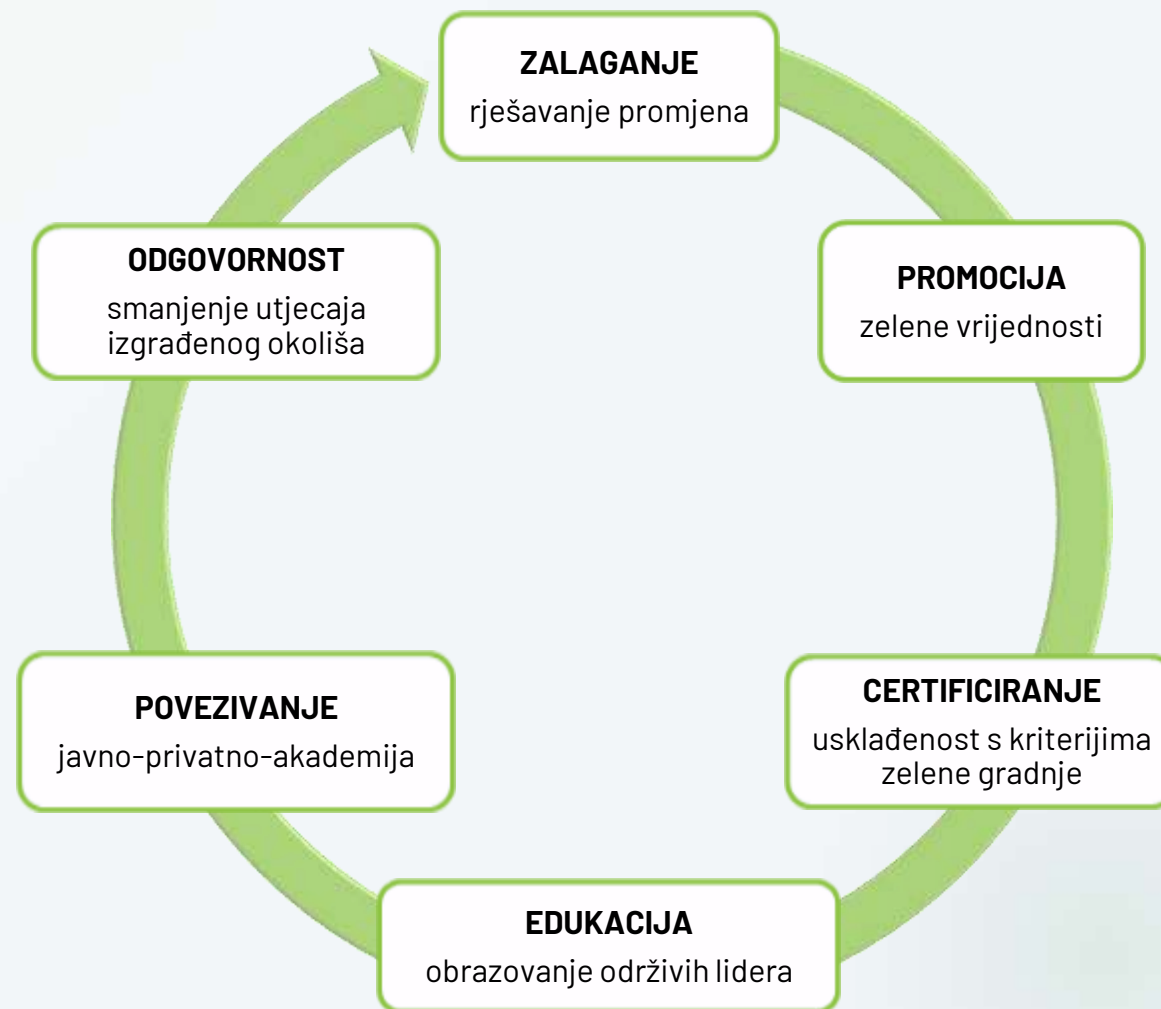 ZALAGANJE
rješavanje promjena
PROMOCIJA
zelene vrijednosti
CERTIFICIRANJE
usklađenost s kriterijima
zelene gradnje
EDUKACIJA
obrazovanje održivih lidera
POVEZIVANJE
javno-privatno-akademija
ODGOVORNOST
smanjenje utjecaja
izgrađenog okoliša